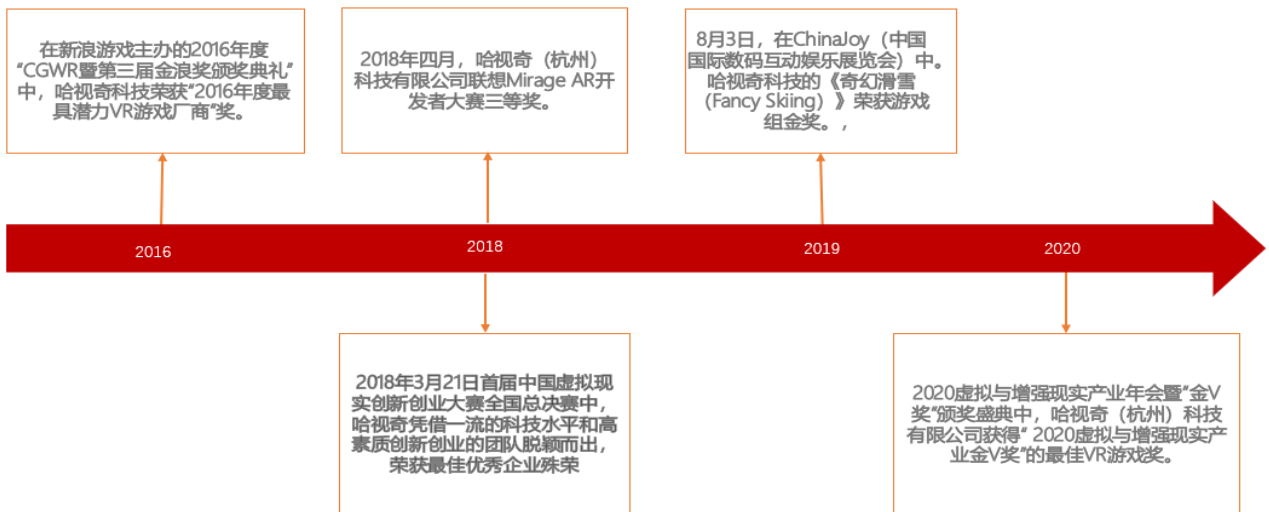 在新浪游戏主办的2016年度
“CGWR暨第三届金浪奖颁奖典礼”
中，哈视奇科技荣获“2016年度最
具潜力VR游戏厂商”奖。
2018年四月，哈视奇（杭州）
科技有限公司联想Mirage AR开
发者大赛三等奖。
8月3日，在ChinaJoy（中国
国际数码互动娱乐展览会）中。
哈视奇科技的《奇幻滑雪
（Fancy Skiing）》荣获游戏
组金奖。，
2016
2018
2019
2020
2018年3月21日首届中国虚拟现
实创新创业大赛全国总决赛中，
哈视奇凭借一流的科技水平和高
素质创新创业的团队脱颖而出，
荣获最佳优秀企业殊荣
2020虚拟与增强现实产业年会暨“金V
奖”颁奖盛典中，哈视奇（杭州）科技
有限公司获得” 2020虚拟与增强现实产
业金V奖”的最佳VR游戏奖。